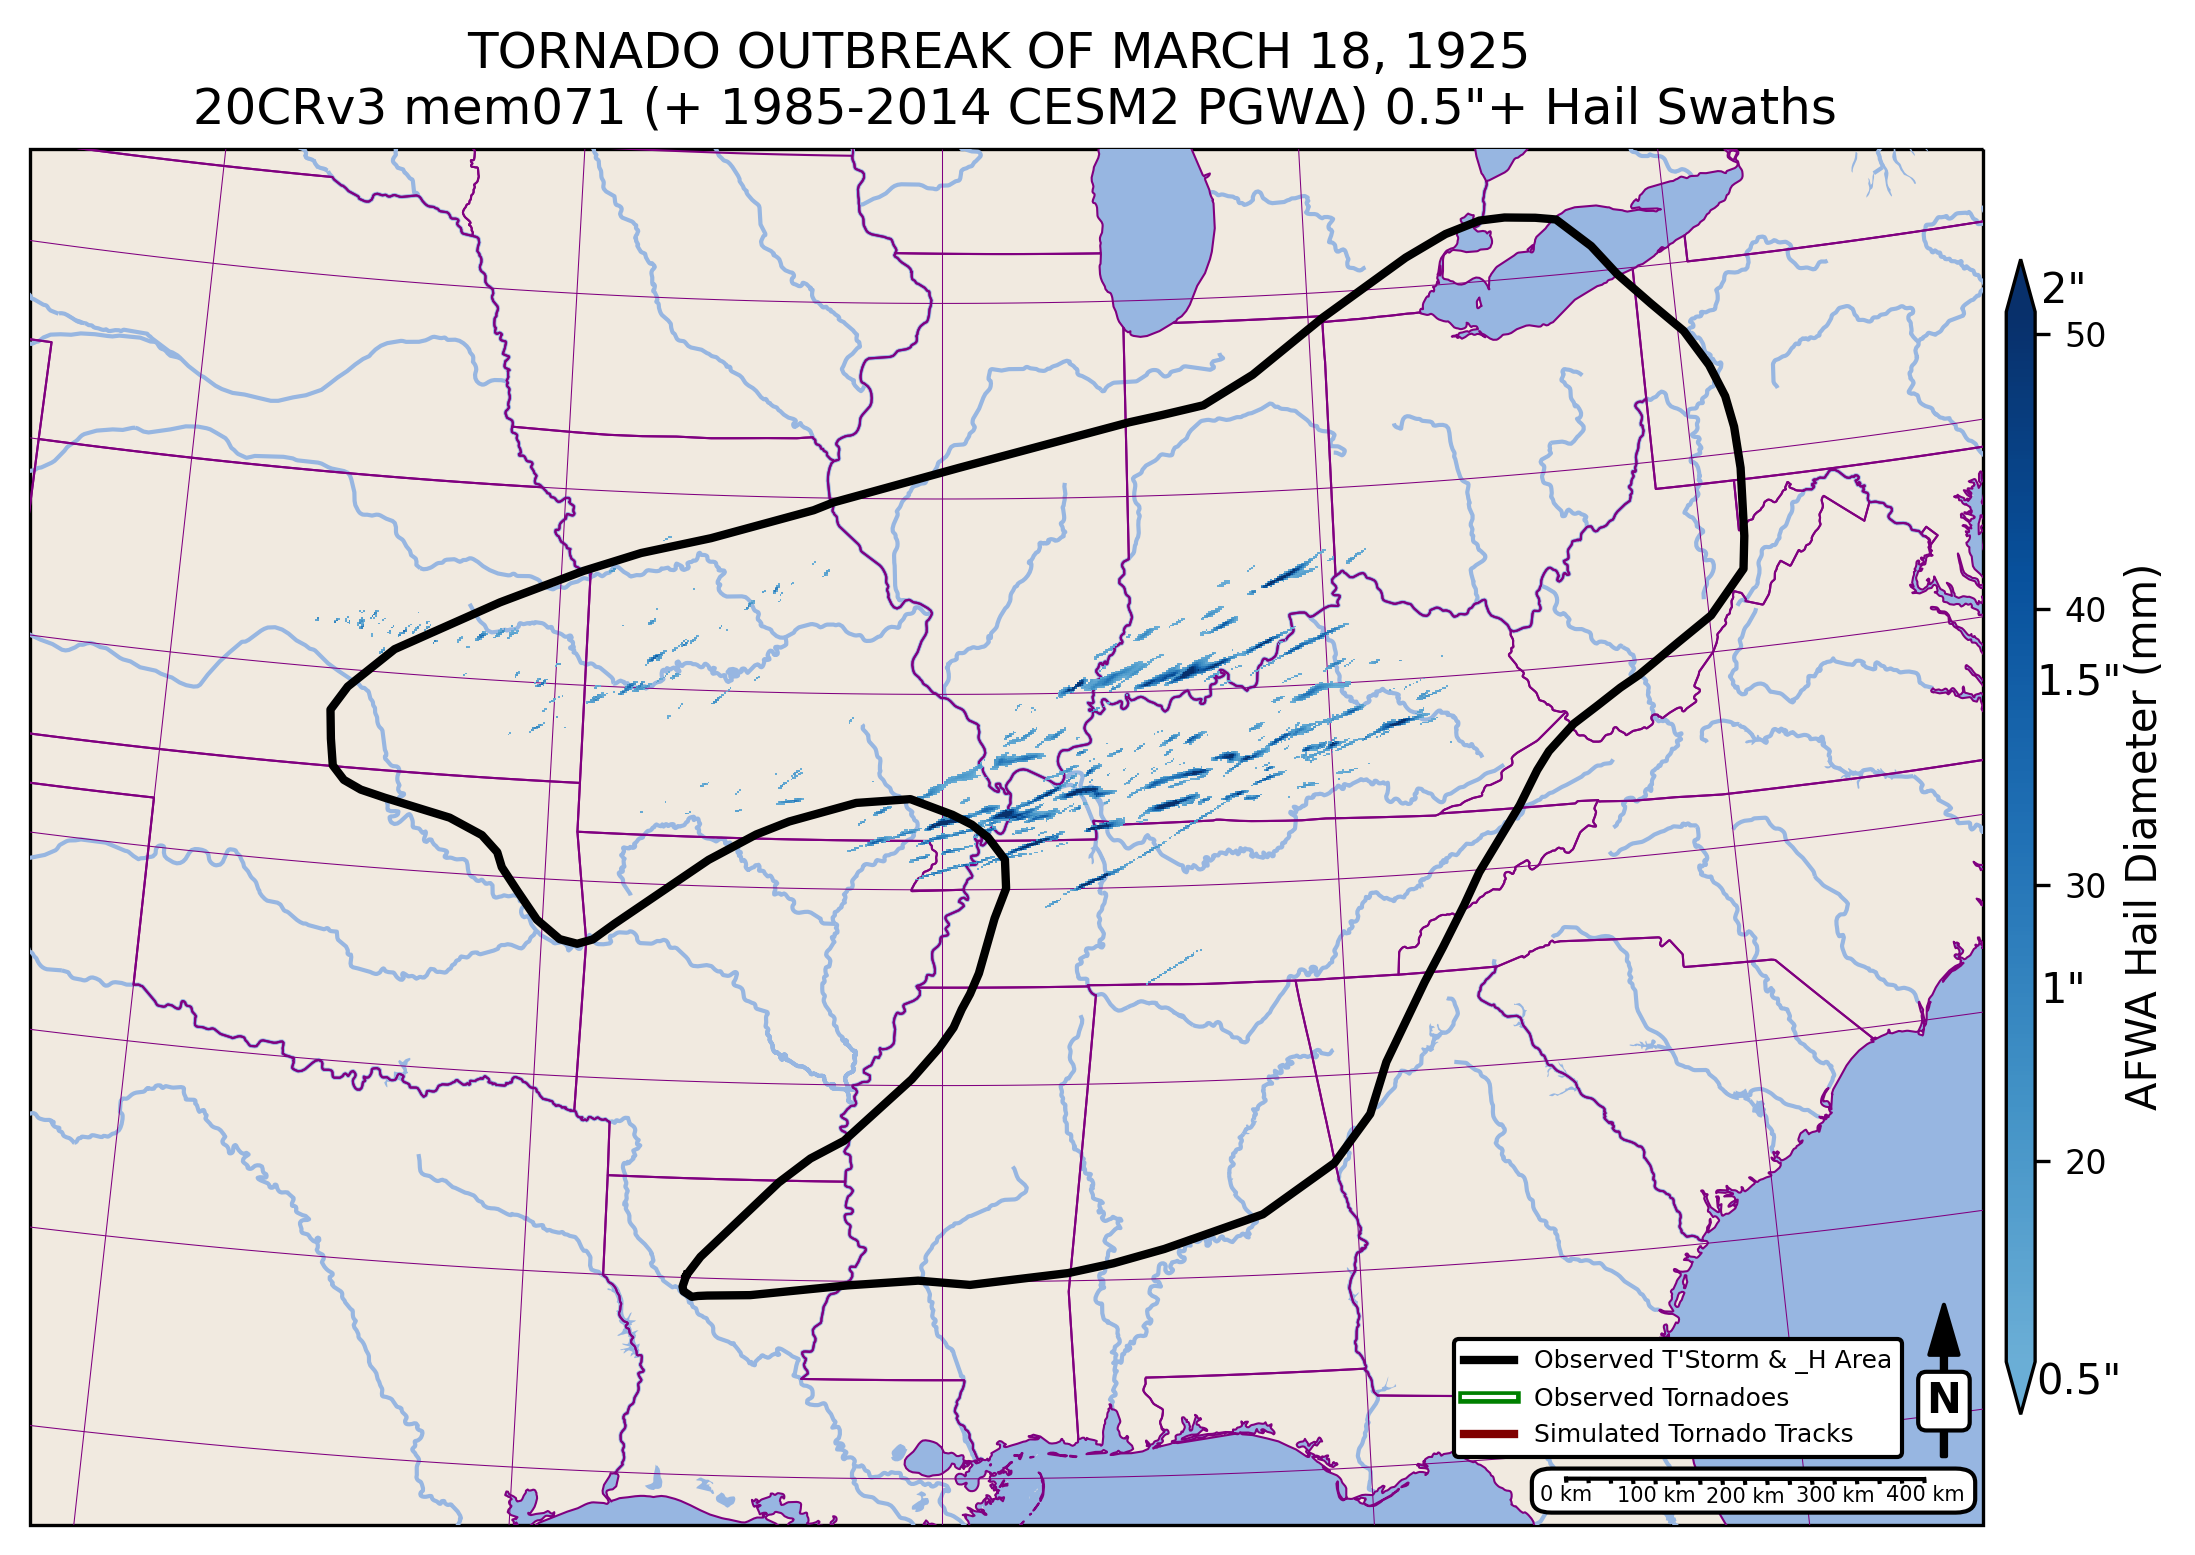 TORNADO OUTBREAK OF MARCH 18, 1925
20CRv3 mem071 (+ 1985-2014 CESM2 PGWΔ) 0.5"+ Hail Swaths
2"
50
40
1.5"
30
1"
20
0.5"
AFWA Hail Diameter (mm)
Observed T'Storm & _H Area
Observed Tornadoes
Simulated Tornado Tracks
N
0 km 100 km 200 km 300 km 400 km